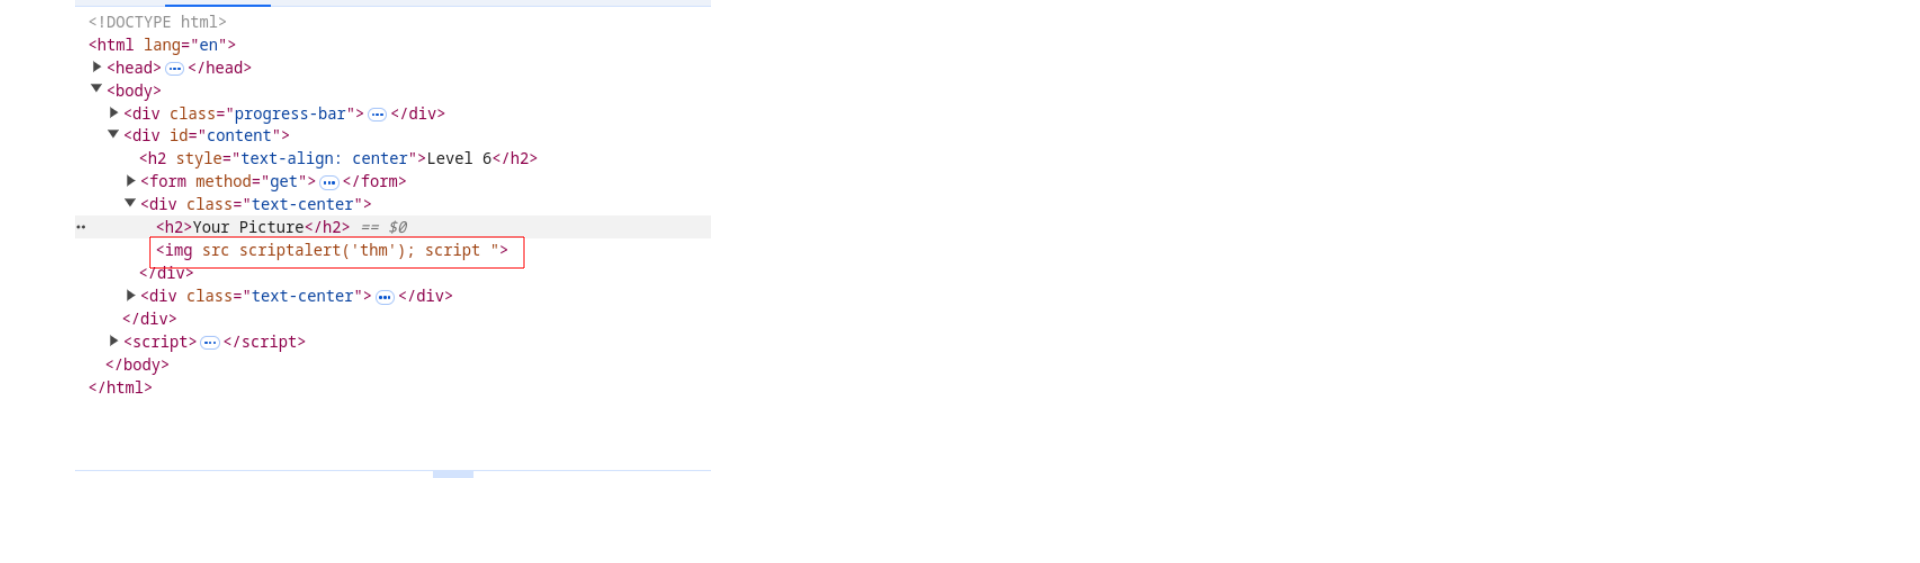 <!DOCTYPE html>
<html lang="en">
<head> ··· </head>
<body>
<div class="progress-bar"> ··· </div>
<div id="content">
<h2 style="text-align: center">Level 6</h2>
<form method="get"> ··· </form>
<div class="text-center">
<h2>Your Picture</h2> == $0
<img src scriptalert('thm'); script ">
</div>
<div class="text-center"> ··· </div>
</div>
<script> ··· </script>
</body>
</html>